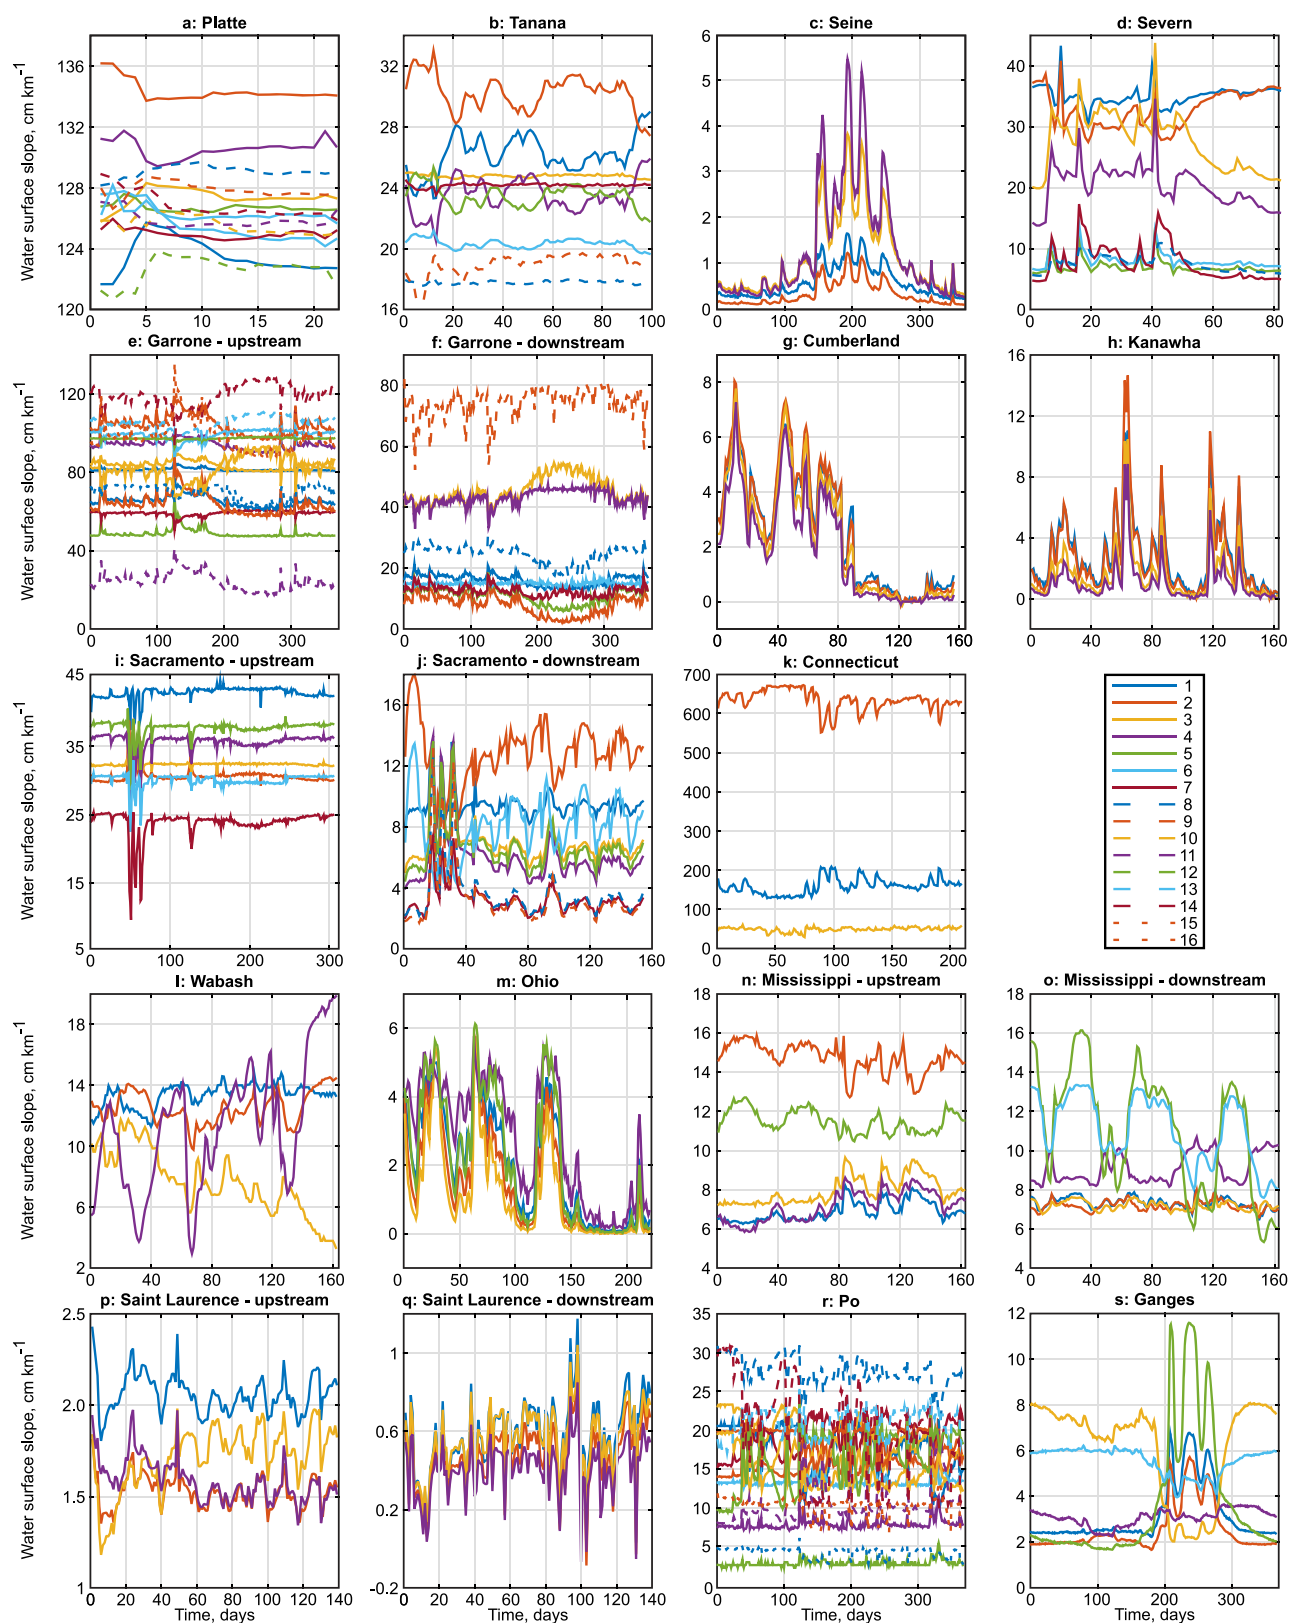 a: Platte
b: Tanana
c: Seine
d: Severn
Water surface slope, cm km⁻¹
136
132
128
124
120
0 5 10 15 20
32
28
24
20
16
0 20 40 60 80 100
6
5
4
3
2
1
0
0 100 200 300
40
30
20
10
0
0 20 40 60 80
e: Garrone - upstream
f: Garrone - downstream
g: Cumberland
h: Kanawha
Water surface slope, cm km⁻¹
120
80
40
0
0 100 200 300
80
60
40
20
0
0 100 200 300
8
6
4
2
0
0 40 80 120 160
16
12
8
4
0
0 40 80 120 160
i: Sacramento - upstream
j: Sacramento - downstream
k: Connecticut
Water surface slope, cm km⁻¹
45
35
25
15
5
0 100 200 300
16
12
8
4
0
0 40 80 120 160
700
600
500
400
300
200
100
0
0 50 100 150 200
1
2
3
4
5
6
7
8
9
10
11
12
13
14
15
16
l: Wabash
m: Ohio
n: Mississippi - upstream
o: Mississippi - downstream
Water surface slope, cm km⁻¹
18
14
10
6
2
0 40 80 120 160
6
4
2
0
0 50 100 150 200
18
16
14
12
10
8
6
4
0 40 80 120 160
18
16
14
12
10
8
6
4
0 40 80 120 160
p: Saint Laurence - upstream
q: Saint Laurence - downstream
r: Po
s: Ganges
Water surface slope, cm km⁻¹
2.5
2.0
1.5
1
0 20 40 60 80 100 120 140
Time, days
1
0.6
0.2
-0.2
0 20 40 60 80 100 120 140
Time, days
35
30
25
20
15
10
5
0
0 100 200 300
Time, days
12
10
8
6
4
2
0
0 100 200 300
Time, days